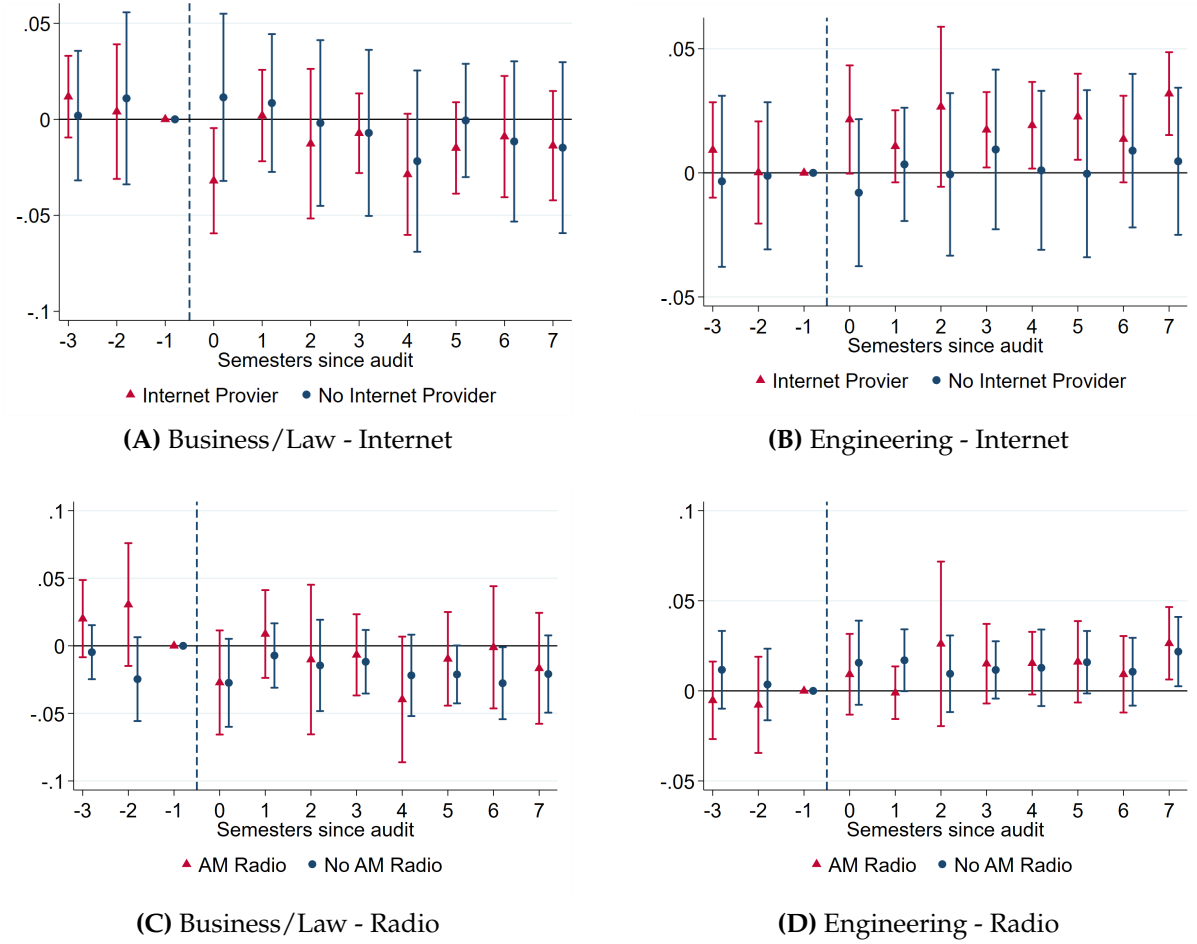 .05
0
-.05
-.1
-3 -2 -1 0 1 2 3 4 5 6 7
Semesters since audit
Internet Provier No Internet Provider
(A) Business/Law - Internet
.05
0
-.05
-3 -2 -1 0 1 2 3 4 5 6 7
Semesters since audit
Internet Provier No Internet Provider
(B) Engineering - Internet
.1
.05
0
-.05
-.1
-3 -2 -1 0 1 2 3 4 5 6 7
Semesters since audit
AM Radio No AM Radio
(C) Business/Law - Radio
.1
.05
0
-.05
-3 -2 -1 0 1 2 3 4 5 6 7
Semesters since audit
AM Radio No AM Radio
(D) Engineering - Radio